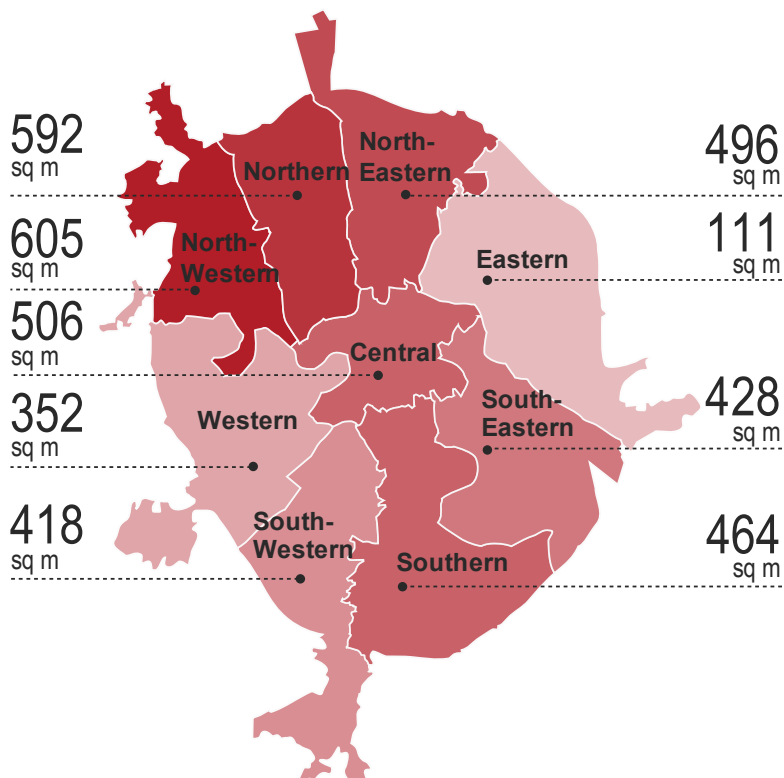 592
sq m
Northern
North-
Eastern
496
sq m
605
sq m
North-
Western
Eastern
111
sq m
506
sq m
Central
352
sq m
Western
South-
Eastern
428
sq m
418
sq m
South-
Western
Southern
464
sq m